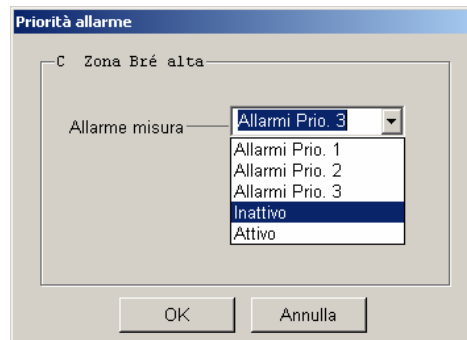 Priorità allarme
C Zona Bré alta
Allarme misura
Allarmi Prio. 3
Allarmi Prio. 1
Allarmi Prio. 2
Allarmi Prio. 3
Inattivo
Attivo
OK
Annulla